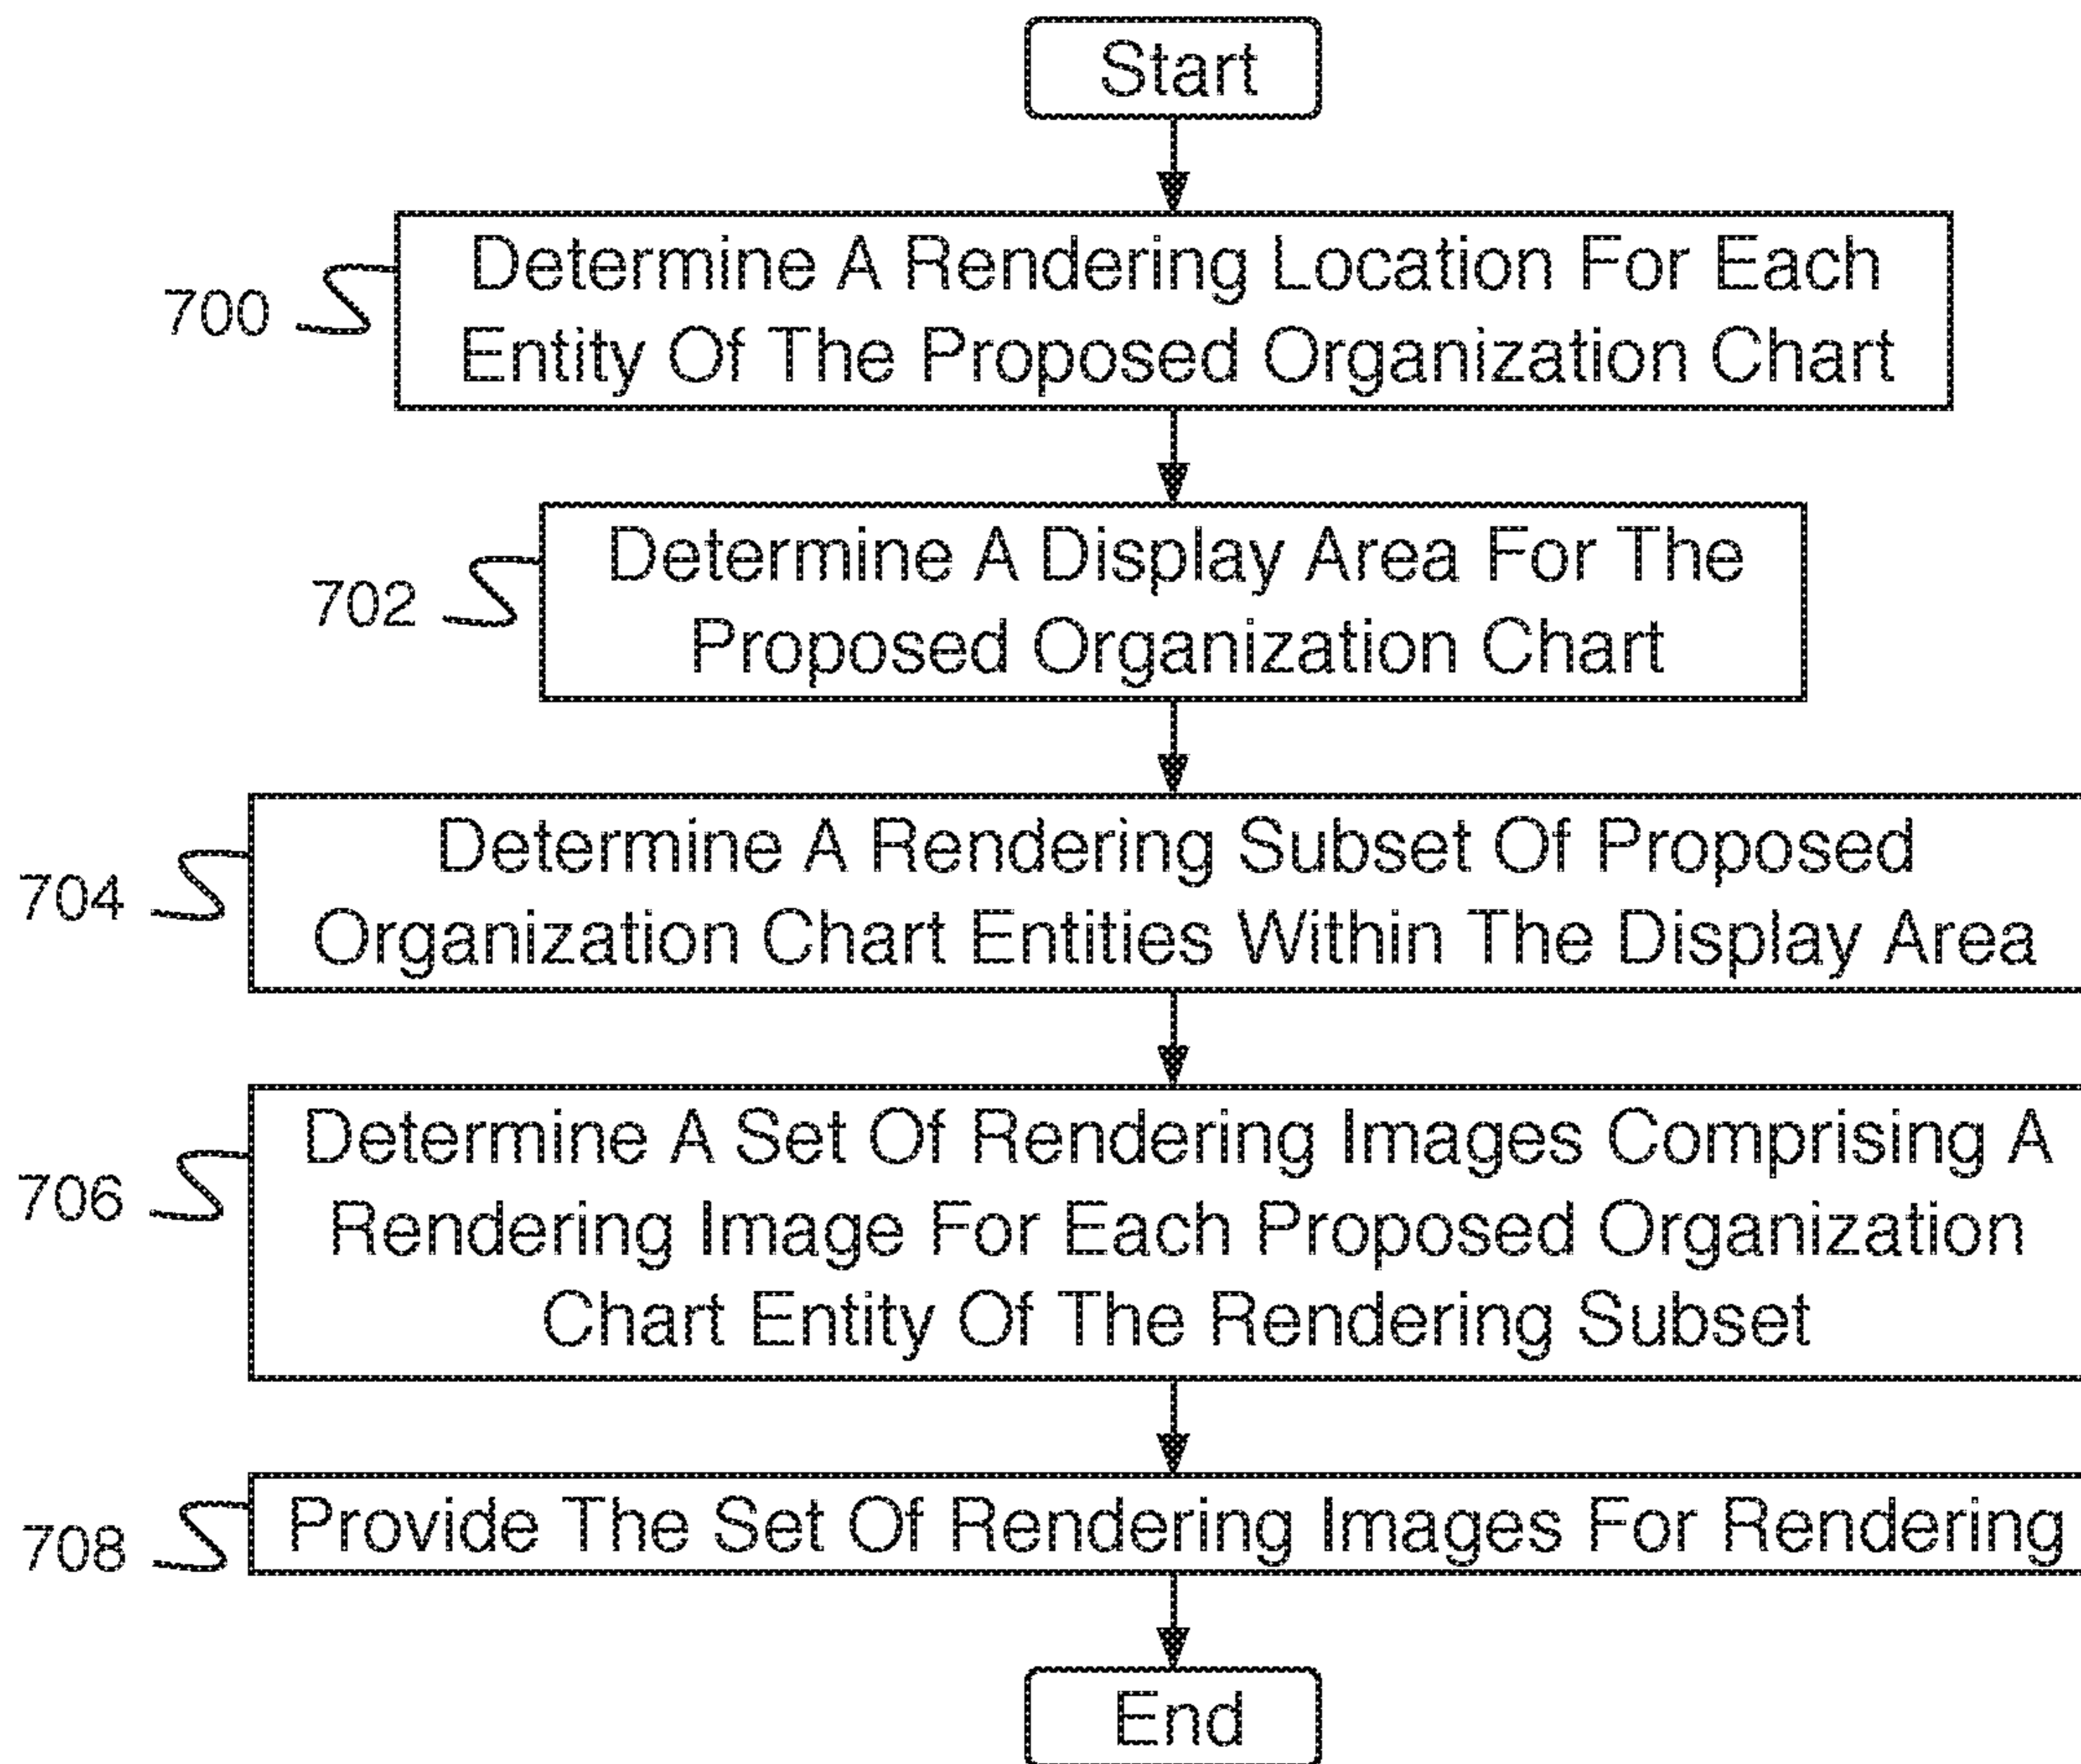 Start
700
Determine A Rendering Location For Each
Entity Of The Proposed Organization Chart
702
Determine A Display Area For The
Proposed Organization Chart
704
Determine A Rendering Subset Of Proposed
Organization Chart Entities Within The Display Area
706
Determine A Set Of Rendering Images Comprising A
Rendering Image For Each Proposed Organization
Chart Entity Of The Rendering Subset
708
Provide The Set Of Rendering Images For Rendering
End